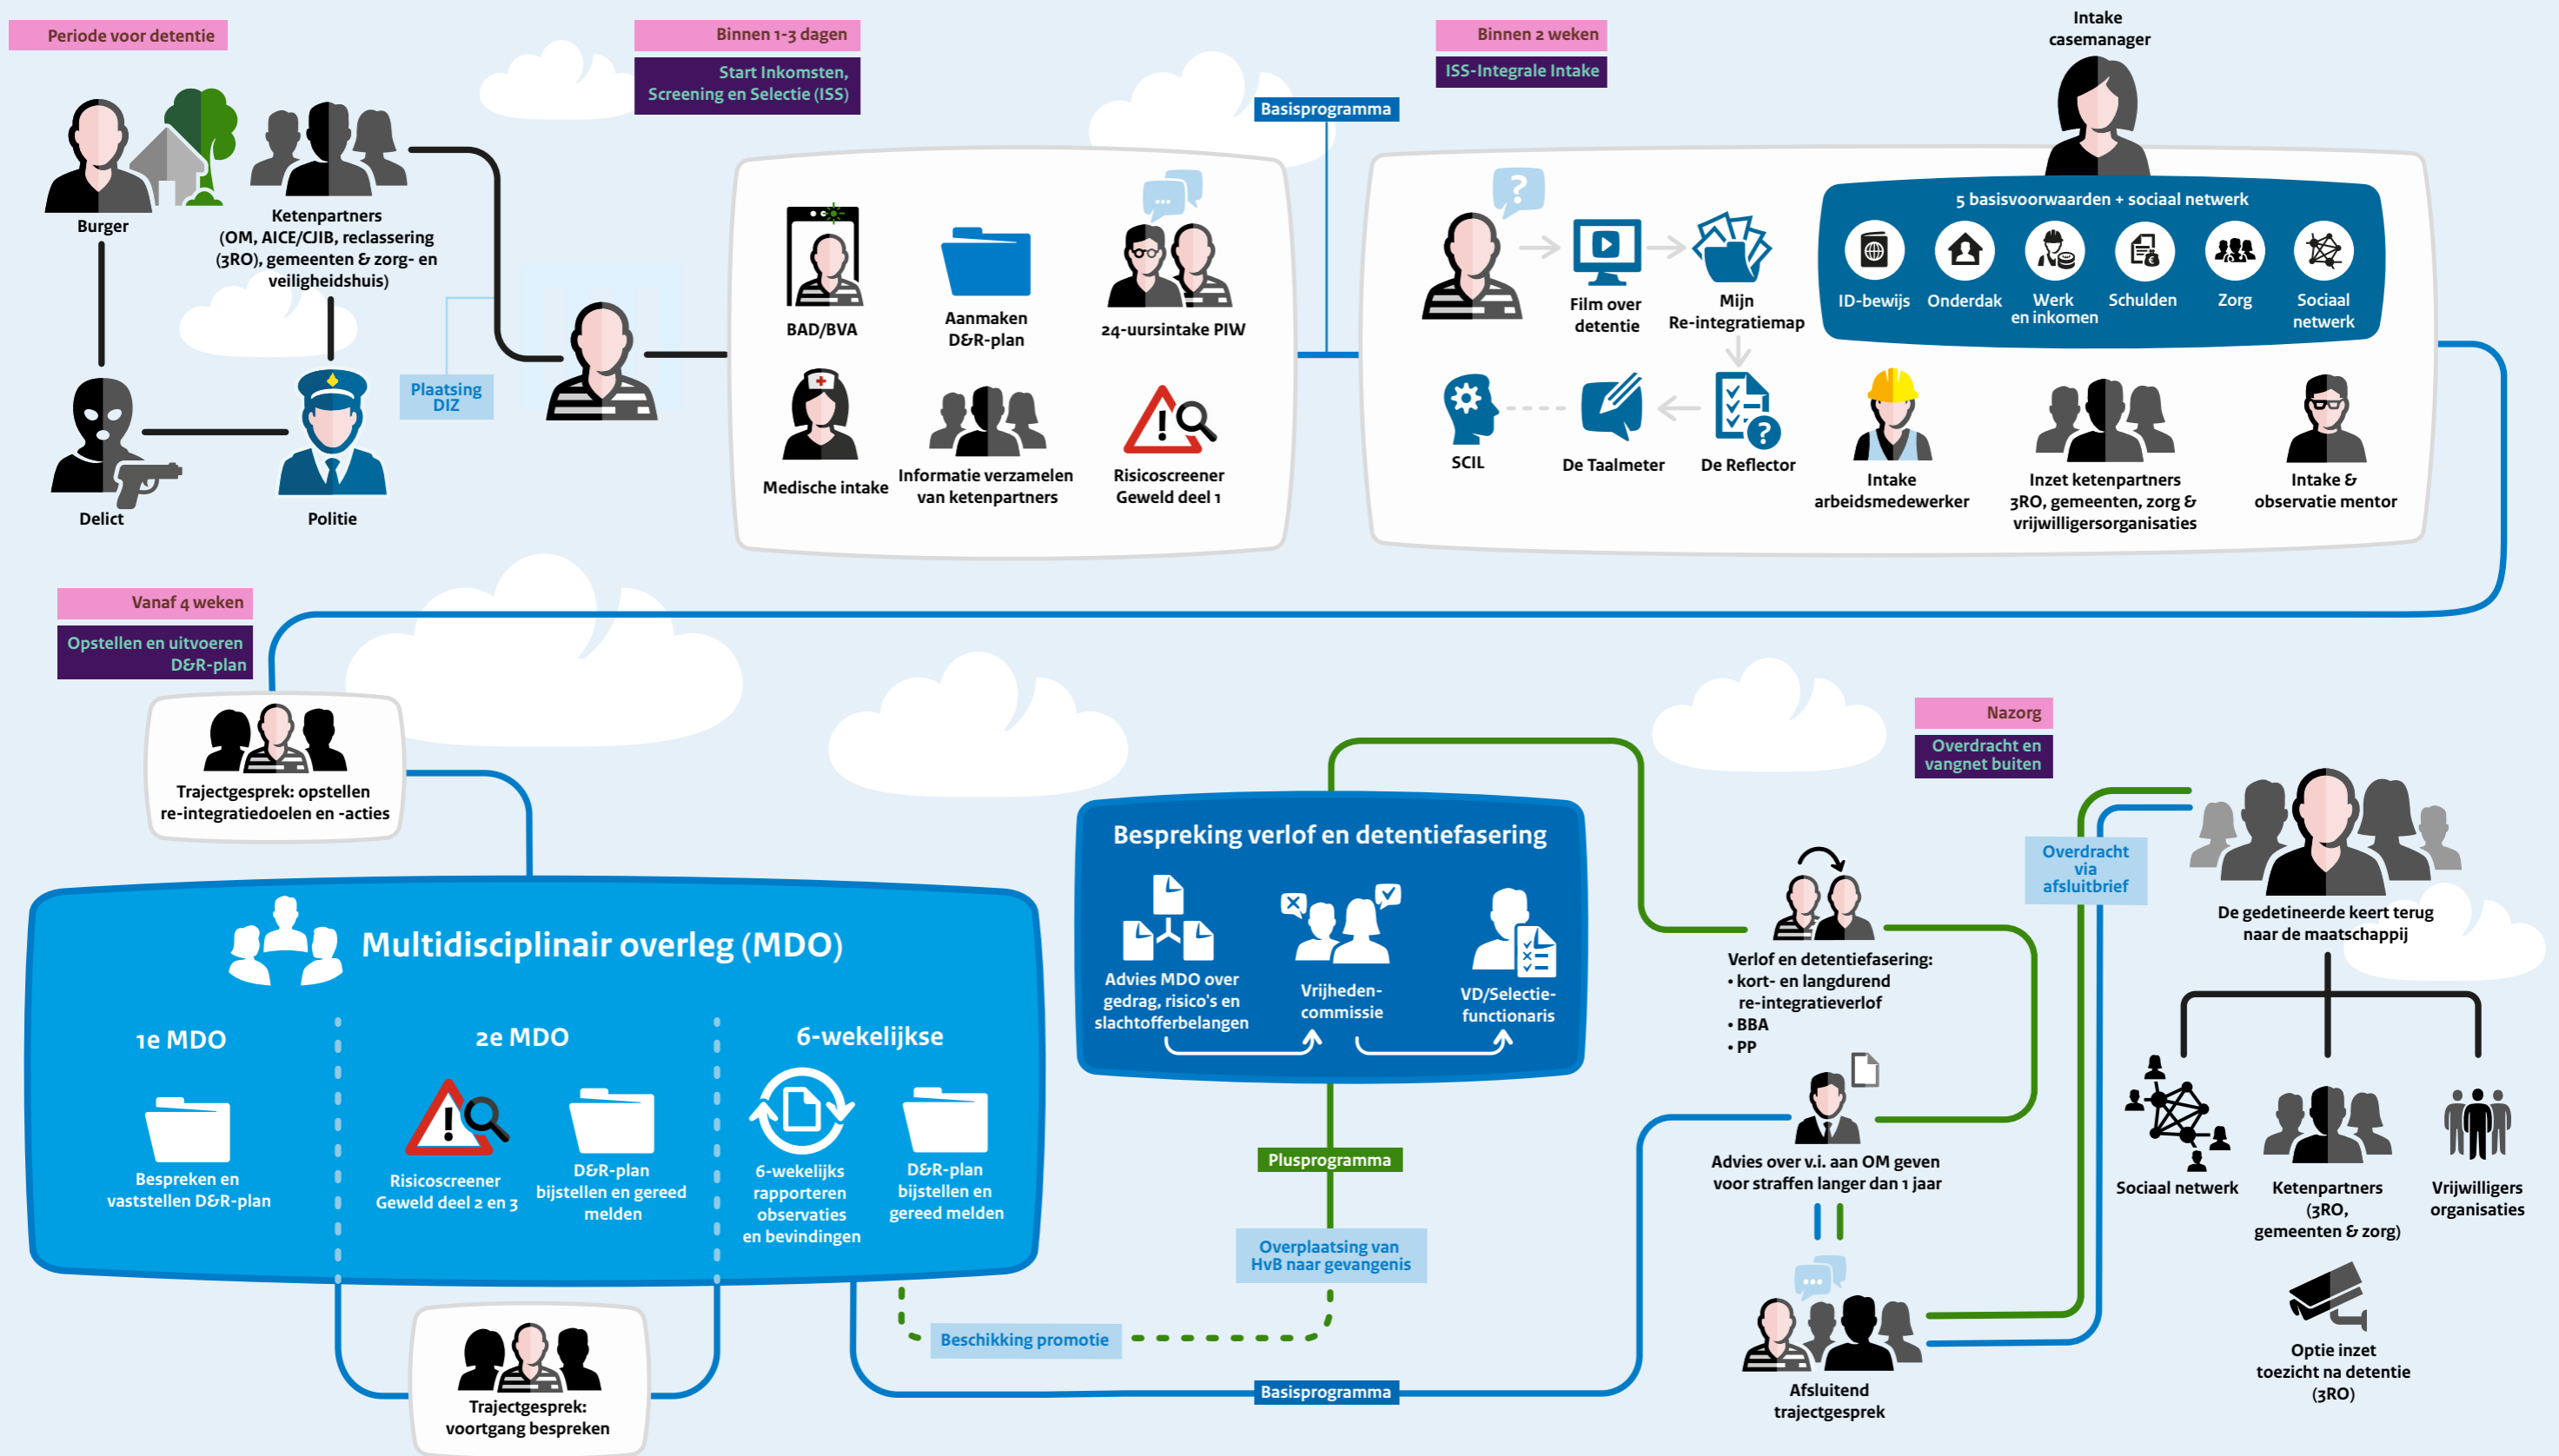 Periode voor detentie
Burger
Ketenpartners
(OM, AICE/CJIB, reclassering
(3RO), gemeenten & zorg- en
veiligheidshuis)
Delict
Politie
Plaatsing
DIZ
Binnen 1-3 dagen
Start Inkomsten,
Screening en Selectie (ISS)
BAD/BVA
Aanmaken
D&R-plan
24-uursintake PIW
Medische intake
Informatie verzamelen
van ketenpartners
Risicoscreener
Geweld deel 1
Basisprogramma
Binnen 2 weken
ISS-Integrale Intake
?
Film over
detentie
Mijn
Re-integratiemap
SCIL
De Taalmeter
?
De Reflector
Intake
casemanager
5 basisvoorwaarden + sociaal netwerk
ID-bewijs
Onderdak
Werk
en inkomen
Schulden
Zorg
Sociaal
netwerk
Intake
arbeidsmedewerker
Inzet ketenpartners
3RO, gemeenten, zorg &
vrijwilligersorganisaties
Intake &
observatie mentor
Vanaf 4 weken
Opstellen en uitvoeren
D&R-plan
Trajectgesprek: opstellen
re-integratiedoelen en -acties
Multidisciplinair overleg (MDO)
1e MDO
Bespreken en
vaststellen D&R-plan
2e MDO
Risicoscreener
Geweld deel 2 en 3
D&R-plan
bijstellen en gereed
melden
6-wekelijkse
6-wekelijks
rapporteren
observaties
en bevindingen
D&R-plan
bijstellen en
gereed melden
Trajectgesprek:
voortgang bespreken
Bespreking verlof en detentiefasering
Advies MDO over
gedrag, risico's en
slachtofferbelangen
Vrijheden-
commissie
VD/Selectie-
functionaris
Plusprogramma
Overplaatsing van
HvB naar gevangenis
Beschikking promotie
Basisprogramma
Verlof en detentiefasering:
• kort- en langdurend
re-integratieverlof
• BBA
• PP
Advies over v.i. aan OM geven
voor straffen langer dan 1 jaar
Afsluitend
trajectgesprek
Nazorg
Overdracht en
vangnet buiten
Overdracht
via
afsluitbrief
De gedetineerde keert terug
naar de maatschappij
Sociaal netwerk
Ketenpartners
(3RO,
gemeenten & zorg)
Vrijwilligers
organisaties
Optie inzet
toezicht na detentie
(3RO)